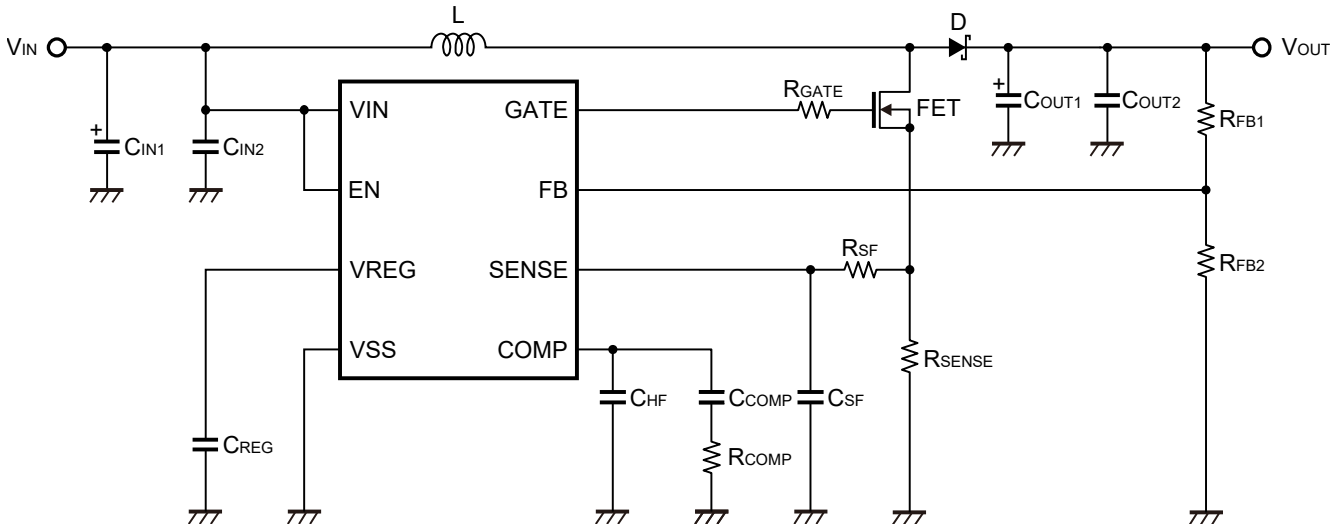 L
D
VIN
VOUT
+
CIN1
CIN2
VIN
EN
VREG
VSS
GATE
FB
SENSE
COMP
RGATE
FET
+
COUT1
COUT2
RFB1
RFB2
RSF
RSENSE
CHF
CCOMP
CSF
RCOMP
CREG